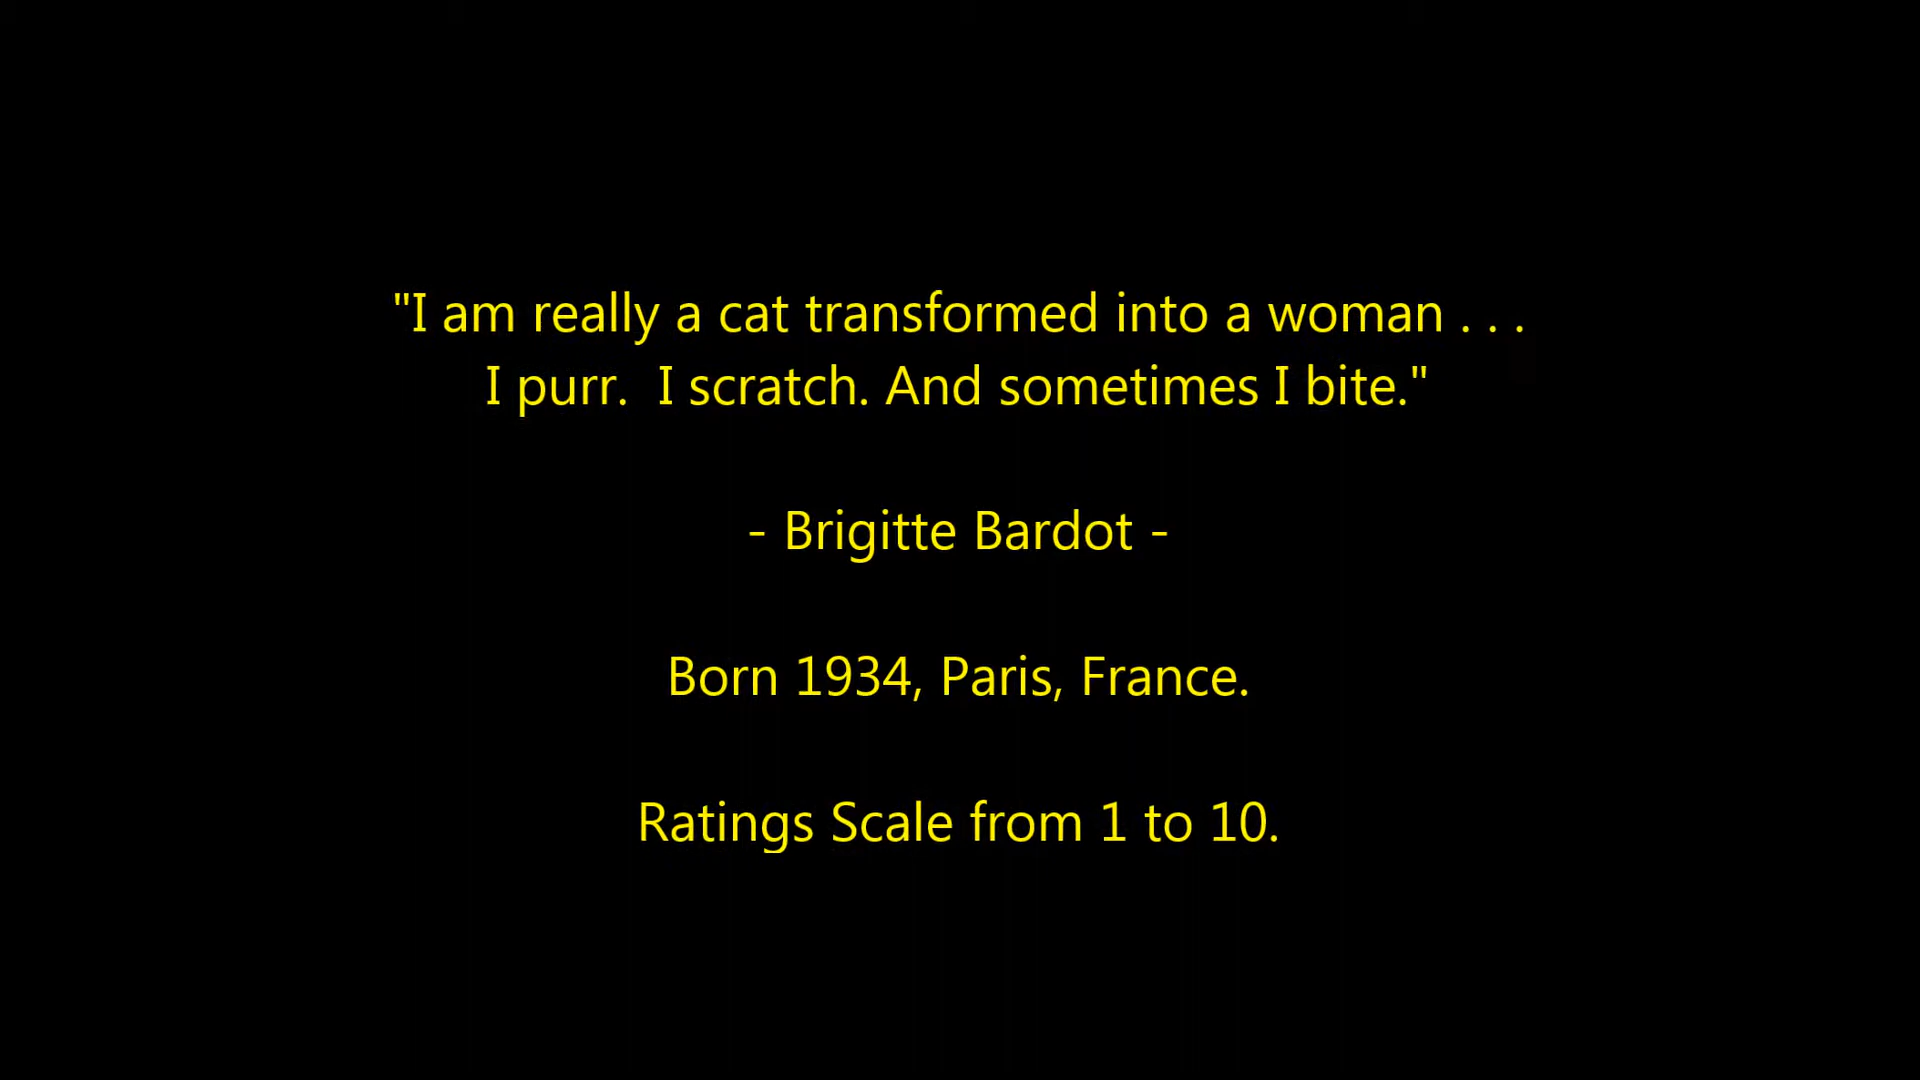 "I am really a cat transformed into a woman . . .
I purr.  I scratch. And sometimes I bite."
- Brigitte Bardot -
Born 1934, Paris, France.
Ratings Scale from 1 to 10.